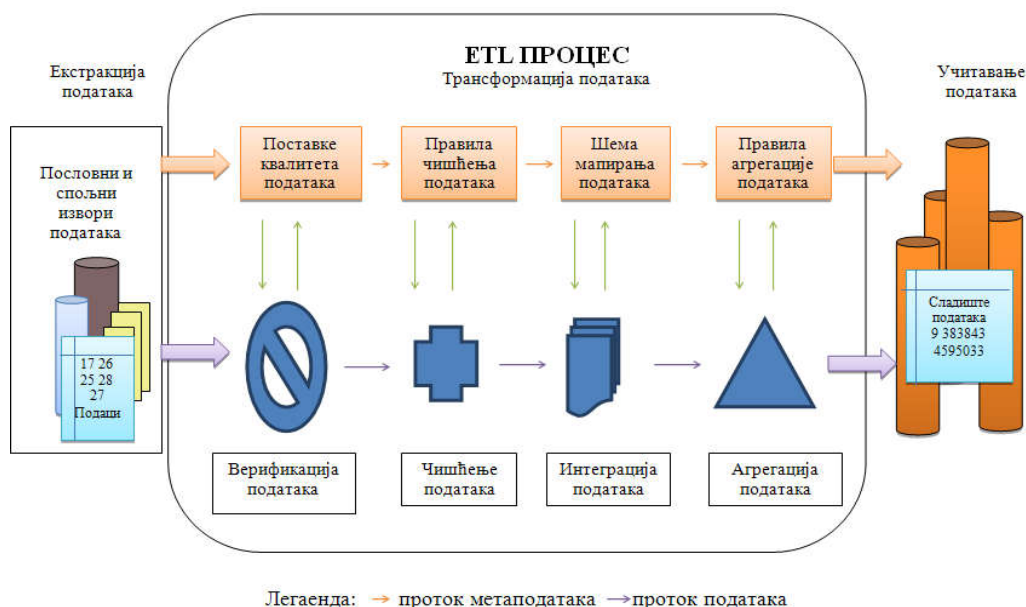 ETL ПРОЦЕС
Трансформација података
Екстракција
података
Учитавање
података
Пословни и
спољни
извори
података
17 26
25 28
27
Подаци
Поставке
квалитета
података
Правила
чишћења
података
Шема
мапирања
података
Правила
агрегације
података
Верификација
података
Чишћење
података
Интеграција
података
Агрегација
података
Сладиште
података
9 383843
4595033
Легаенда: → проток метаподатака →проток података